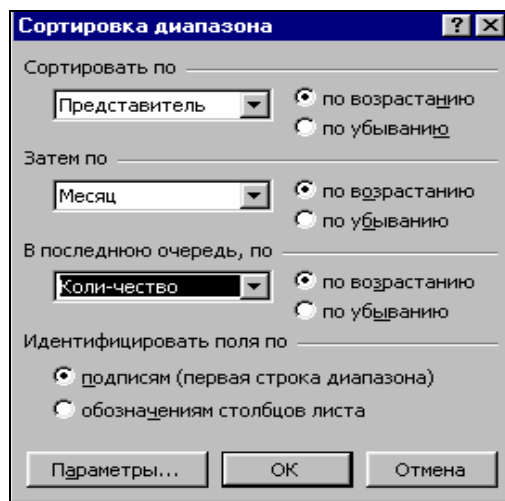 Сортировка диапазона
Сортировать по
Представитель
по возрастанию
по убыванию
Затем по
Месяц
по возрастанию
по убыванию
В последнюю очередь, по
Коли-чество
по возрастанию
по убыванию
Идентифицировать поля по
подписям (первая строка диапазона)
обозначениям столбцов листа
Параметры... ОК Отмена